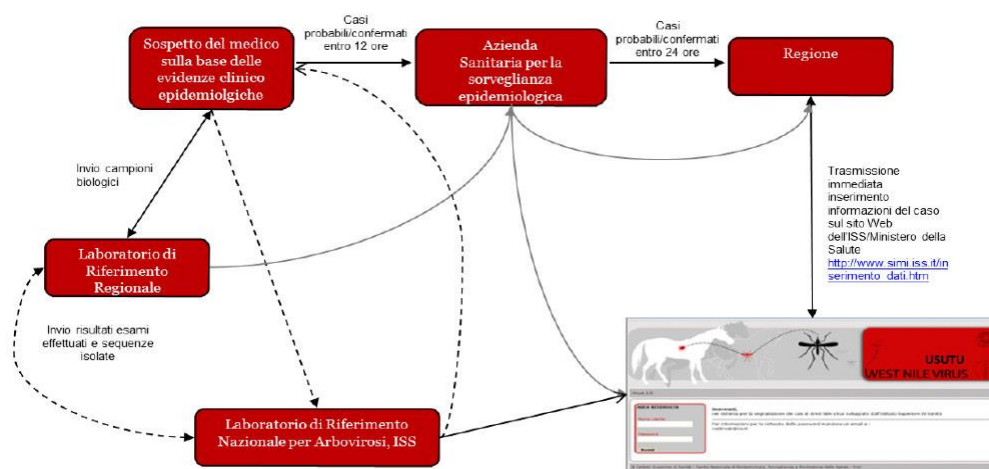 Casi
probabili/confermati
entro 12 ore
Casi
probabili/confermati
entro 24 ore
Sospetto del medico
sulla base delle
evidenze clinico
epidemiolgiche
Azienda
Sanitaria per la
sorveglianza
epidemiologica
Regione
Invio campioni
biologici
Trasmissione
immediata
inserimento
informazioni del caso
sul sito Web
dell'ISS/Ministero della
Salute
http://www.simi.iss.it/in
serimento_dati.htm
Laboratorio di
Riferimento
Regionale
Invio risultati esami
effettuati e sequenze
isolate
USUTU
WEST NILE VIRUS
AREA RISERVATA
Benvenuti,
Laboratorio di Riferimento
Nazionale per Arbovirosi, ISS